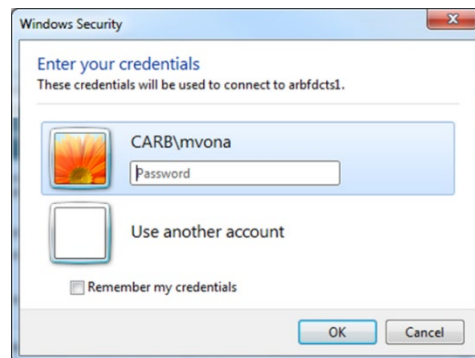 Windows Security
Enter your credentials
These credentials will be used to connect to arbfdcts1.
CARB\mvona
Password
Use another account
Remember my credentials
OK
Cancel